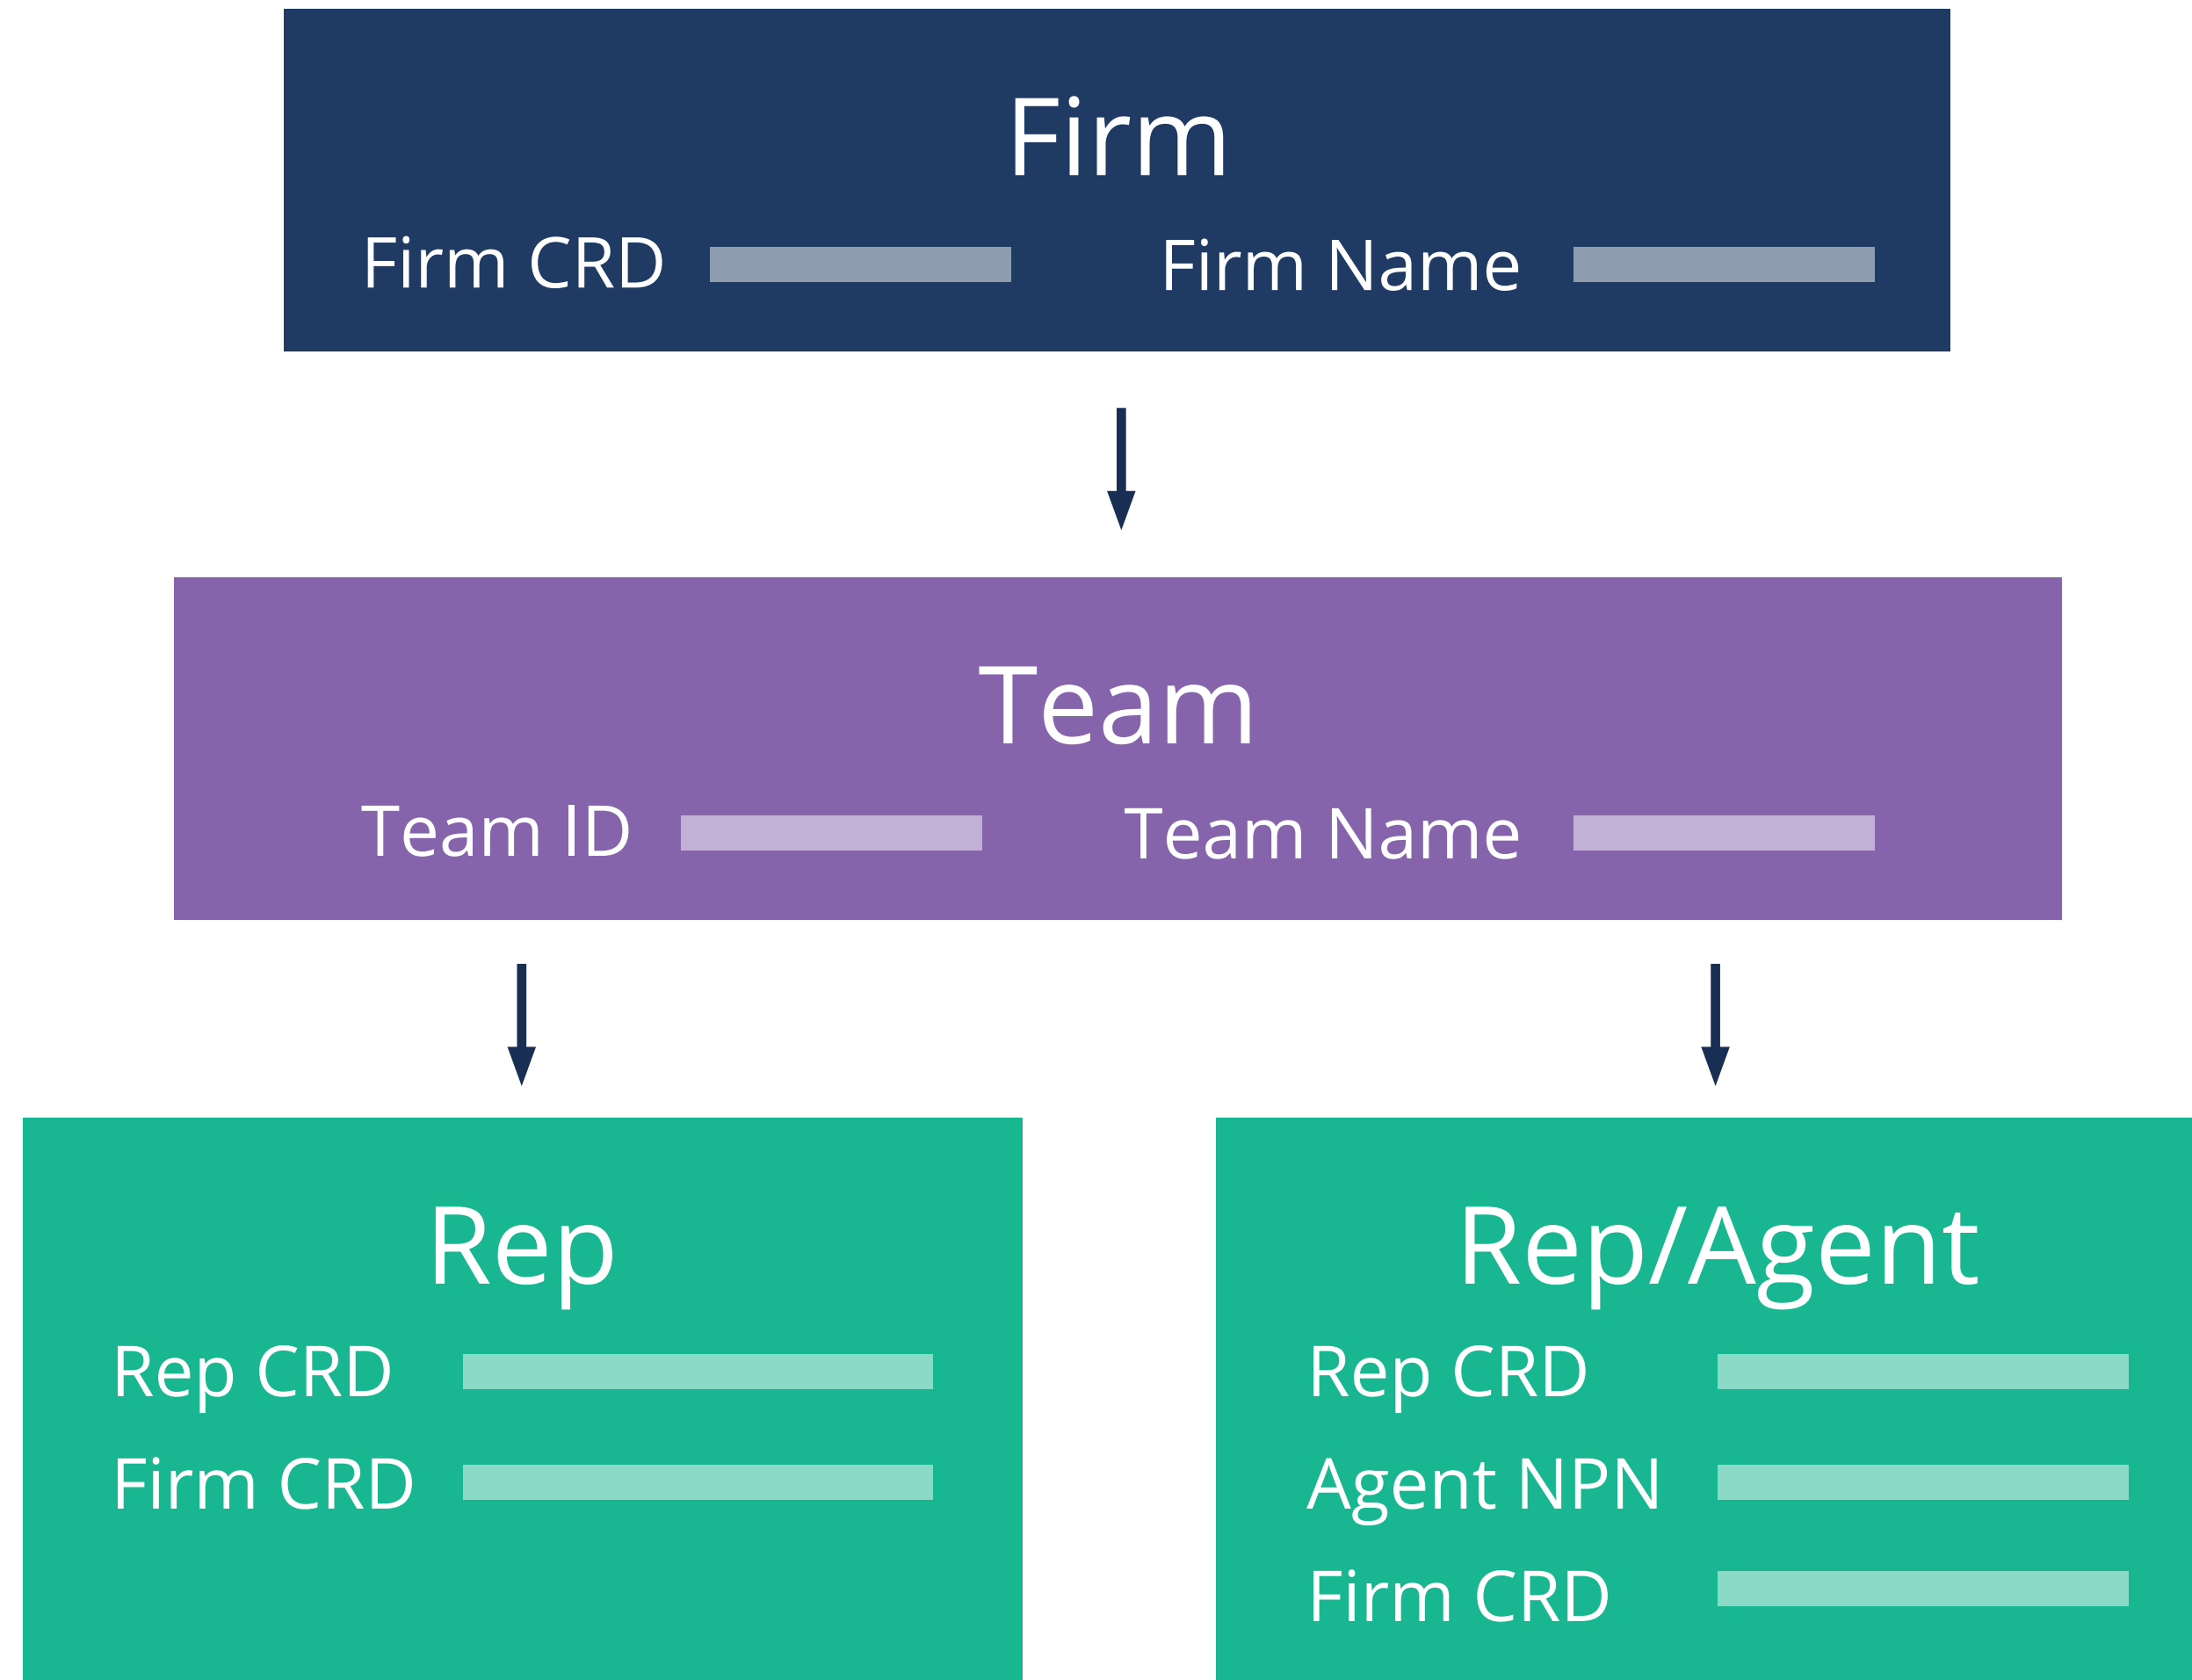 Firm
Firm CRD Firm Name
Team
Team ID Team Name
Rep
Rep CRD
Firm CRD
Rep/Agent
Rep CRD
Agent NPN
Firm CRD